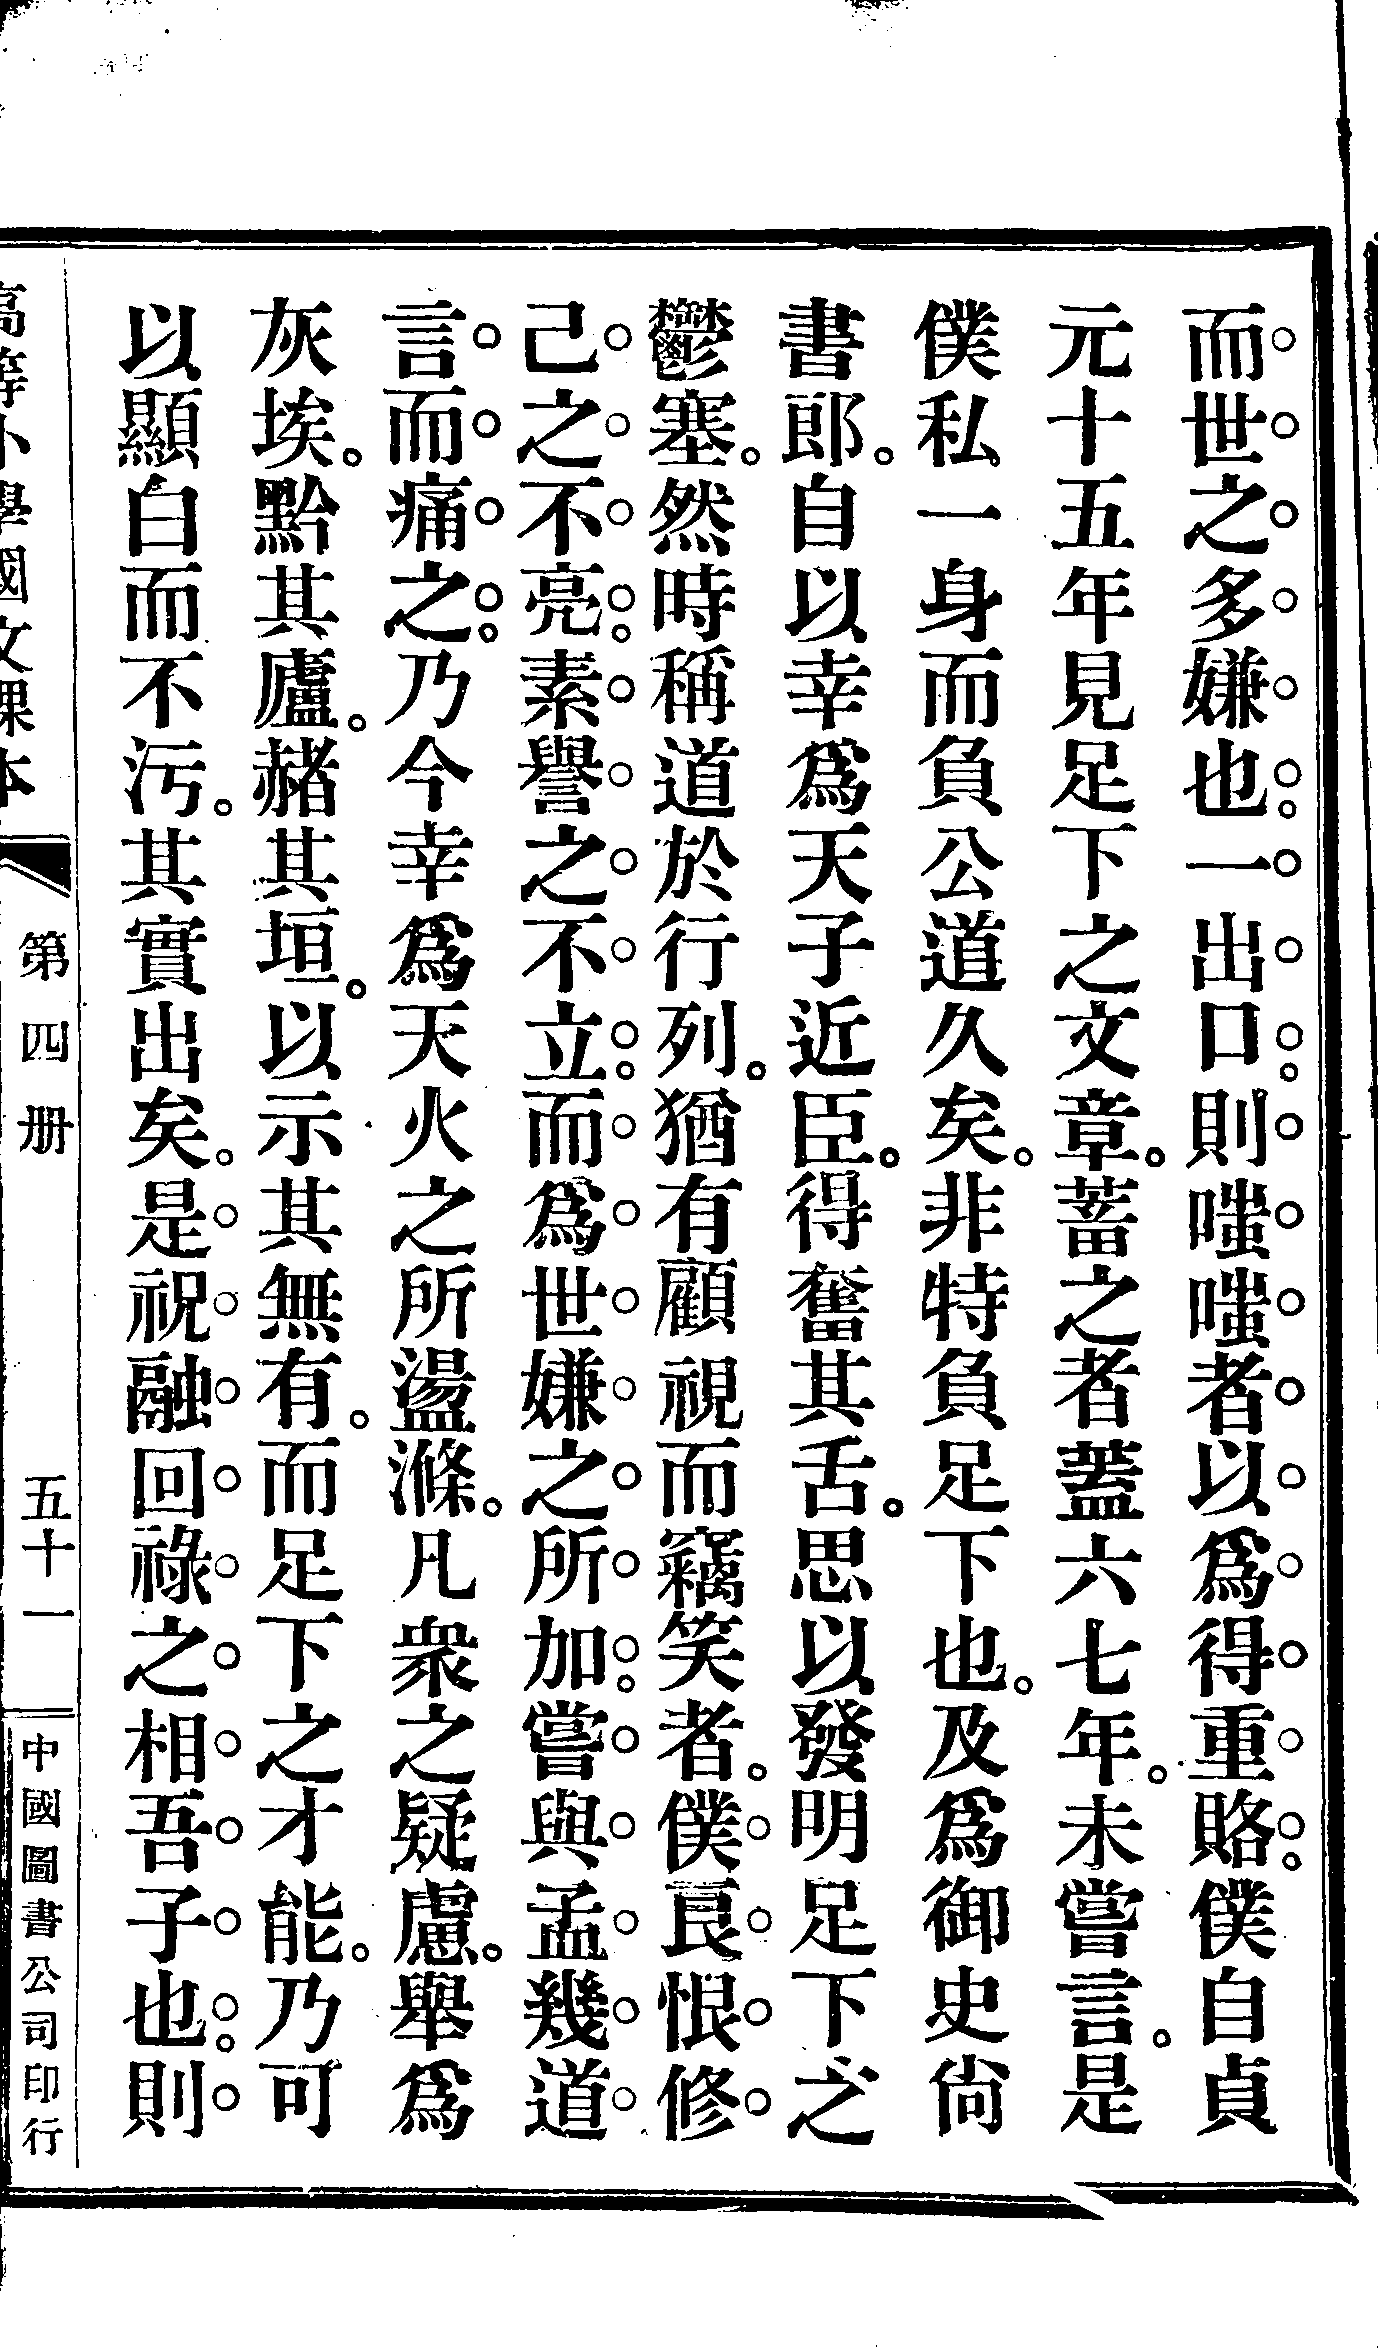 而世之多嫌也。一出口。則嗤嗤者以爲得重賂。僕自貞
元十五年見足下之文章。蓄之者蓋六七年。未嘗言。是
僕私一身而負公道久矣。非特負足下也。及爲御史尙
書郎。自以幸爲天子近臣。得奮其舌。思以發明足下之
鬱塞。然時稱道於行列。猶有顧視而竊笑者。僕良恨修
己之不亮。素譽之不立。而爲世嫌之所加。嘗與孟幾道
言而痛之。乃今幸爲天火之所盪滌。凡衆之疑慮。舉爲
灰埃。黔其廬。赭其垣。以示其無有。而足下之才能。乃可
以顯白而不污。其實出矣。是祝融回祿之相吾子也。則
高等小學國文課本 第四册 五十一 中國圖書公司印行